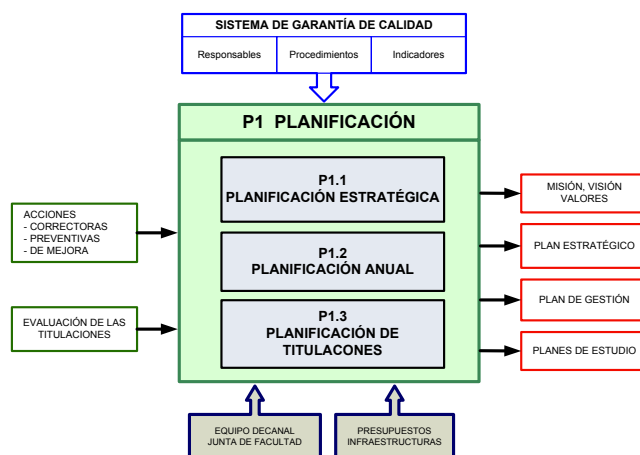 SISTEMA DE GARANTÍA DE CALIDAD
Responsables
Procedimientos
Indicadores
P1 PLANIFICACIÓN
P1.1
PLANIFICACIÓN ESTRATÉGICA
P1.2
PLANIFICACIÓN ANUAL
P1.3
PLANIFICACIÓN DE
TITULACONES
ACCIONES
- CORRECTORAS
- PREVENTIVAS
- DE MEJORA
EVALUACIÓN DE LAS
TITULACIONES
MISIÓN, VISIÓN
VALORES
PLAN ESTRATÉGICO
PLAN DE GESTIÓN
PLANES DE ESTUDIO
EQUIPO DECANAL
JUNTA DE FACULTAD
PRESUPUESTOS
INFRAESTRUCTURAS